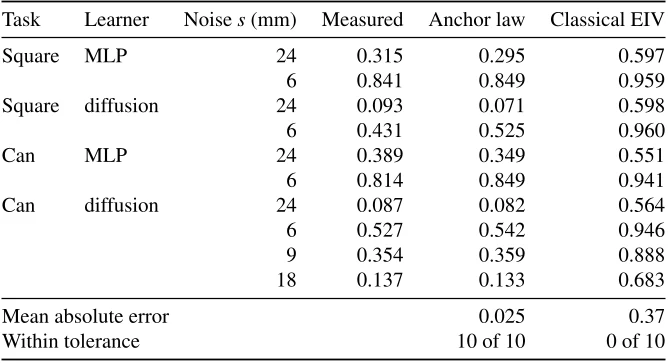 Task Learner Noise s (mm) Measured Anchor law Classical EIV
Square MLP 24 0.315 0.295 0.597
6 0.841 0.849 0.959
Square diffusion 24 0.093 0.071 0.598
6 0.431 0.525 0.960
Can MLP 24 0.389 0.349 0.551
6 0.814 0.849 0.941
Can diffusion 24 0.087 0.082 0.564
6 0.527 0.542 0.946
9 0.354 0.359 0.888
18 0.137 0.133 0.683
Mean absolute error 0.025 0.37
Within tolerance 10 of 10 0 of 10